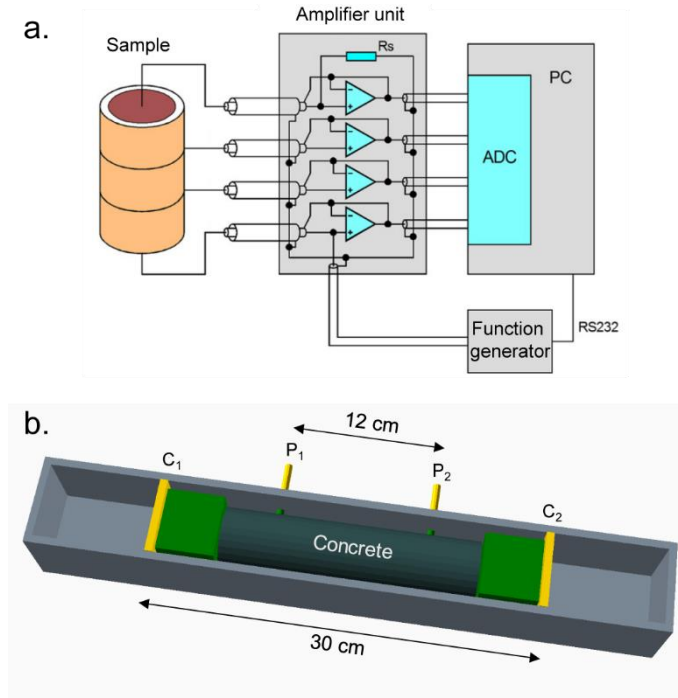 a.
Amplifier unit
Sample
Rs
PC
ADC
Function
generator
RS232
b.
12 cm
P1
C1
P2
C2
Concrete
30 cm